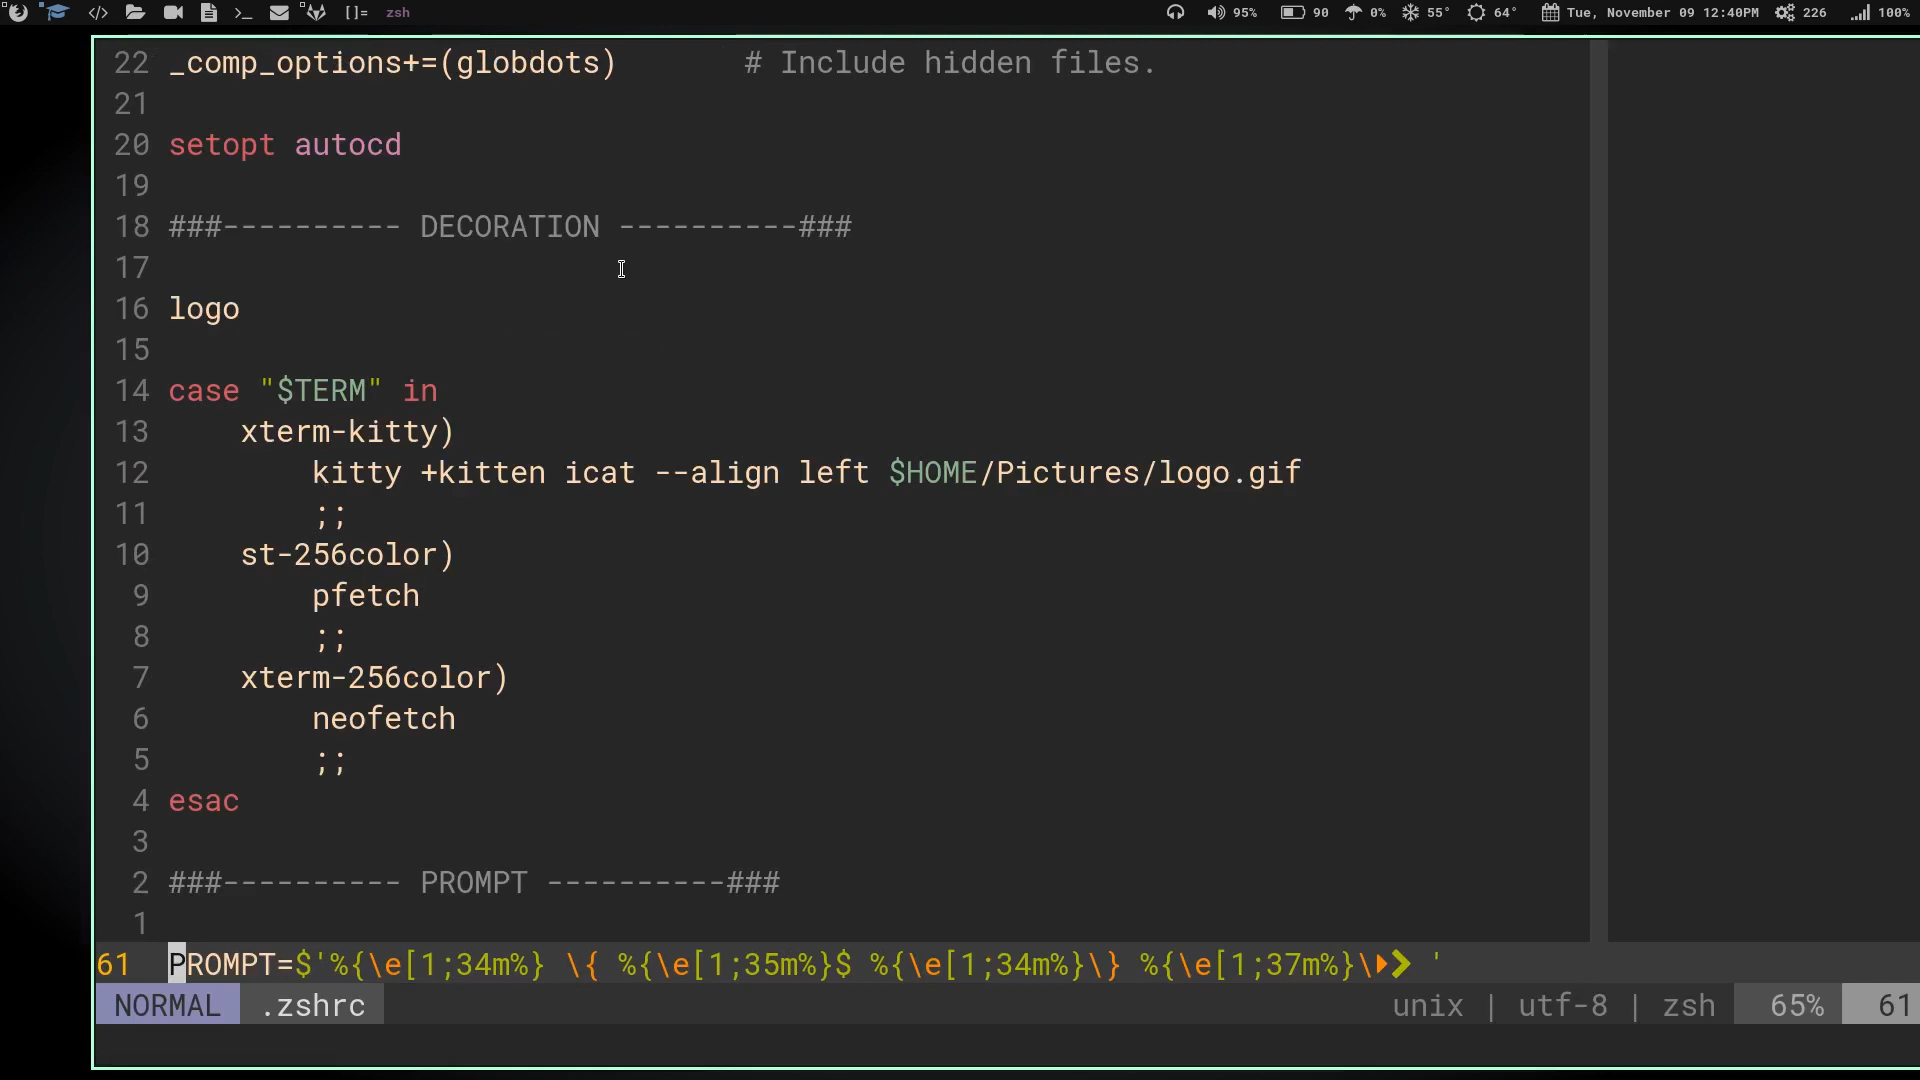 []= zsh 95% 90 0% 55° 64° Tue, November 09 12:40PM 226 100%
22 _comp_options+=(globdots) # Include hidden files.
21
20 setopt autocd
19
18 ###---------- DECORATION ----------###
17
16 logo
15
14 case "$TERM" in
13 xterm-kitty)
12 kitty +kitten icat --align left $HOME/Pictures/logo.gif
11 ;;
10 st-256color)
9 pfetch
8 ;;
7 xterm-256color)
6 neofetch
5 ;;
4 esac
3
2 ###---------- PROMPT ----------###
1
61 PROMPT=$'%{\e[1;34m%} \{ %{\e[1;35m%}$ %{\e[1;34m%}\} %{\e[1;37m%}\ '
NORMAL .zshrc unix | utf-8 | zsh 65% 61